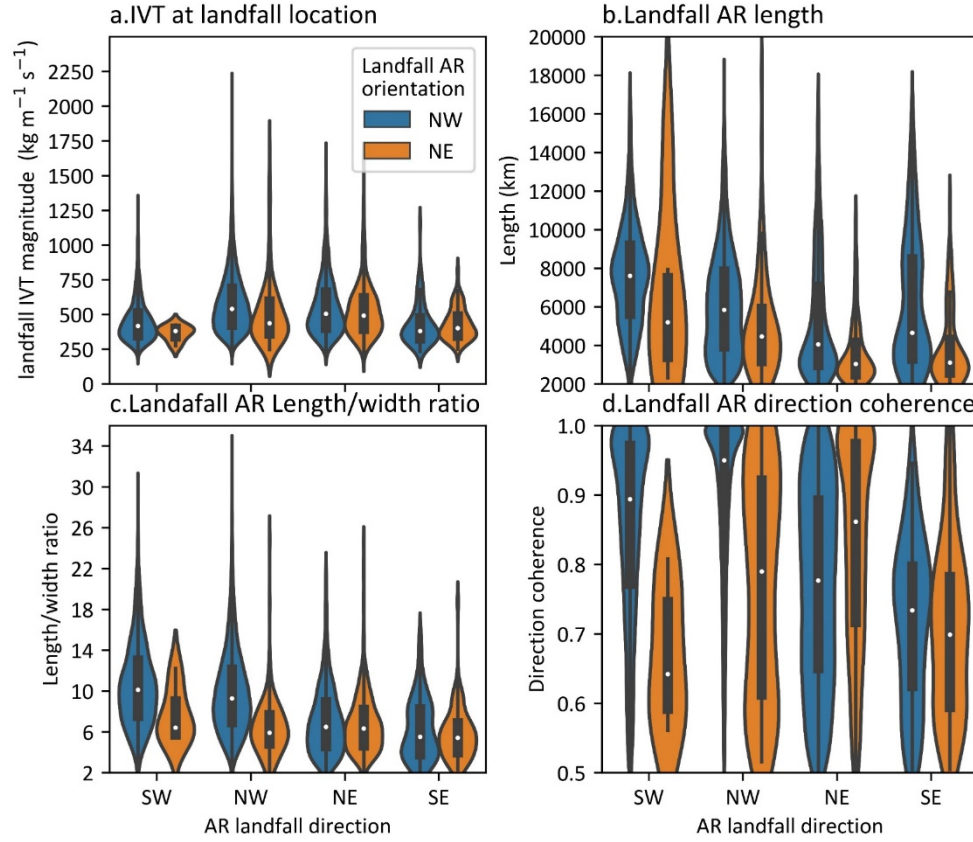 a.IVT at landfall location
landfall IVT magnitude (kg m⁻¹ s⁻¹)
2250
2000
1750
1500
1250
1000
750
500
250
0
Landfall AR
orientation
NW
NE
b.Landfall AR length
Length (km)
20000
18000
16000
14000
12000
10000
8000
6000
4000
2000
c.Landafall AR Length/width ratio
Length/width ratio
34
30
26
22
18
14
10
6
2
SW NW NE SE
AR landfall direction
d.Landfall AR direction coherence
Direction coherence
1.0
0.9
0.8
0.7
0.6
0.5
SW NW NE SE
AR landfall direction